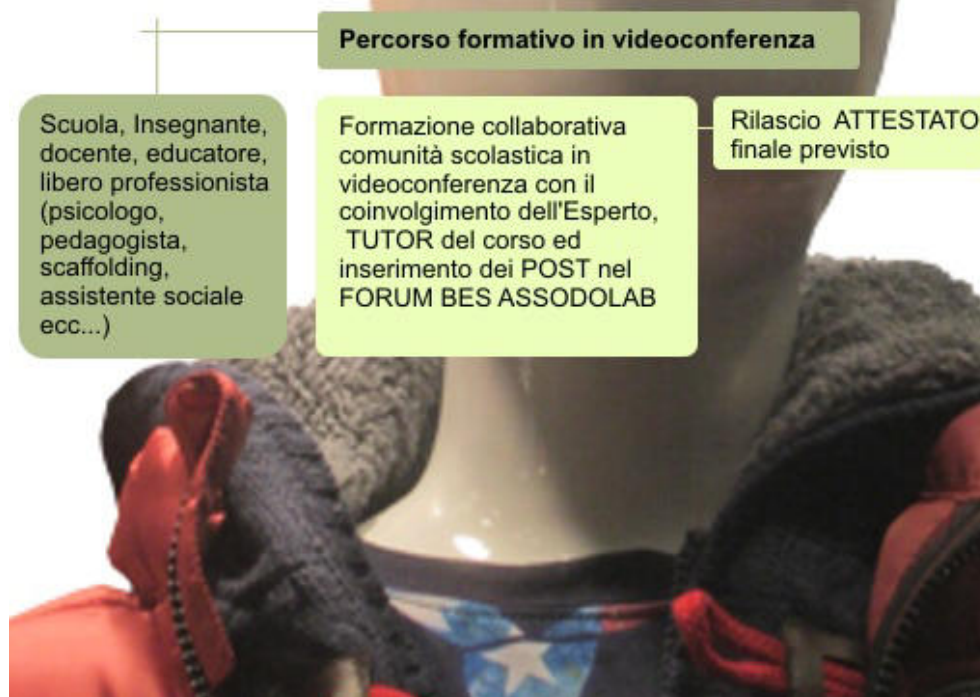 Percorso formativo in videoconferenza
Scuola, Insegnante,
docente, educatore,
libero professionista
(psicologo,
pedagogista,
scaffolding,
assistente sociale
ecc...)
Formazione collaborativa
comunità scolastica in
videoconferenza con il
coinvolgimento dell'Esperto,
TUTOR del corso ed
inserimento dei POST nel
FORUM BES ASSODOLAB
Rilascio ATTESTATO
finale previsto